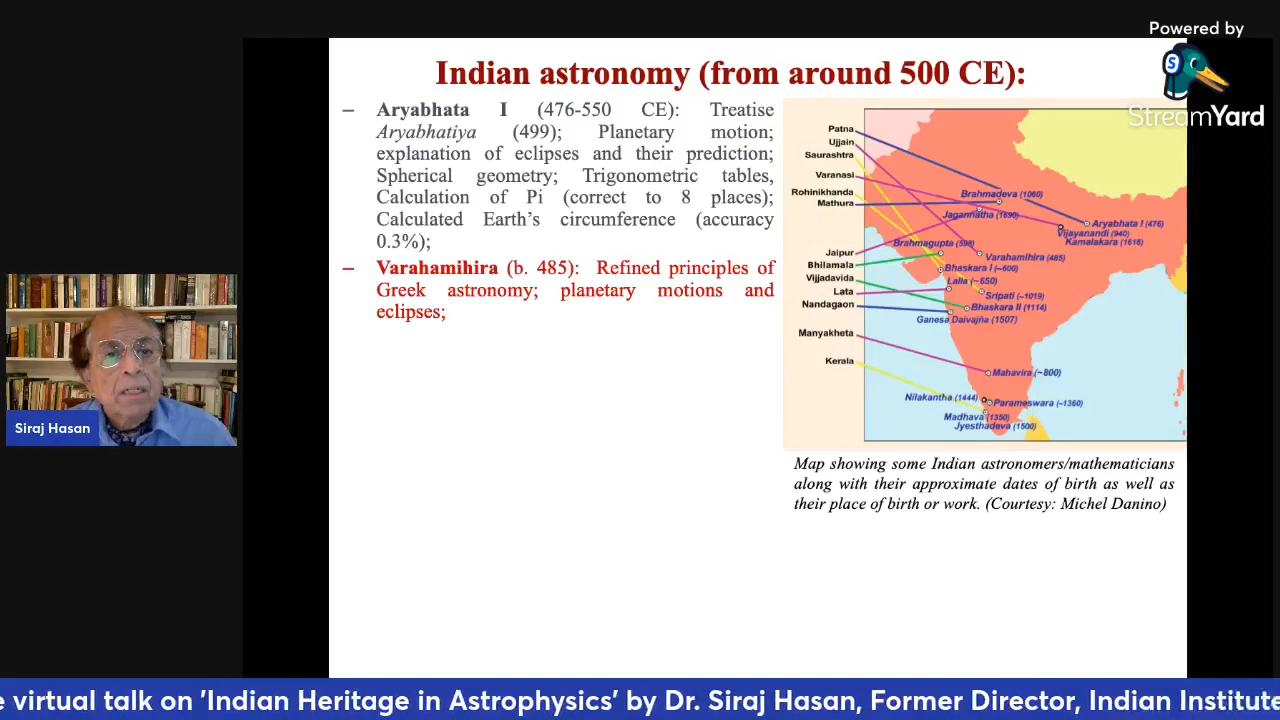 Powered by
StreamYard
Indian astronomy (from around 500 CE):
– Aryabhata I (476-550 CE): Treatise
Aryabhatiya (499); Planetary motion;
explanation of eclipses and their prediction;
Spherical geometry; Trigonometric tables,
Calculation of Pi (correct to 8 places);
Calculated Earth's circumference (accuracy
0.3%);
– Varahamihira (b. 485): Refined principles of
Greek astronomy; planetary motions and
eclipses;
Patna
Ujjain
Saurashtra
Varanasi
Rohinikhanda
Mathura
Jaipur
Bhilamala
Vijjadavida
Lata
Nandagaon
Manyakheta
Kerala
Brahmadeva (1060)
Jagannatha (1690)
Aryabhata I (476)
Vijayanandi (940)
Kamalakara (1616)
Brahmagupta (598)
Varahamihira (485)
Bhaskara I (~600)
Lalla (~650)
Sripati (~1019)
Bhaskara II (1114)
Ganesa Daivajña (1507)
Mahavira (~800)
Nilakantha (1444)
Parameswara (~1360)
Madhava (1350)
Jyesthadeva (1500)
Map showing some Indian astronomers/mathematicians
along with their approximate dates of birth as well as
their place of birth or work. (Courtesy: Michel Danino)
Siraj Hasan
e virtual talk on 'Indian Heritage in Astrophysics' by Dr. Siraj Hasan, Former Director, Indian Institute